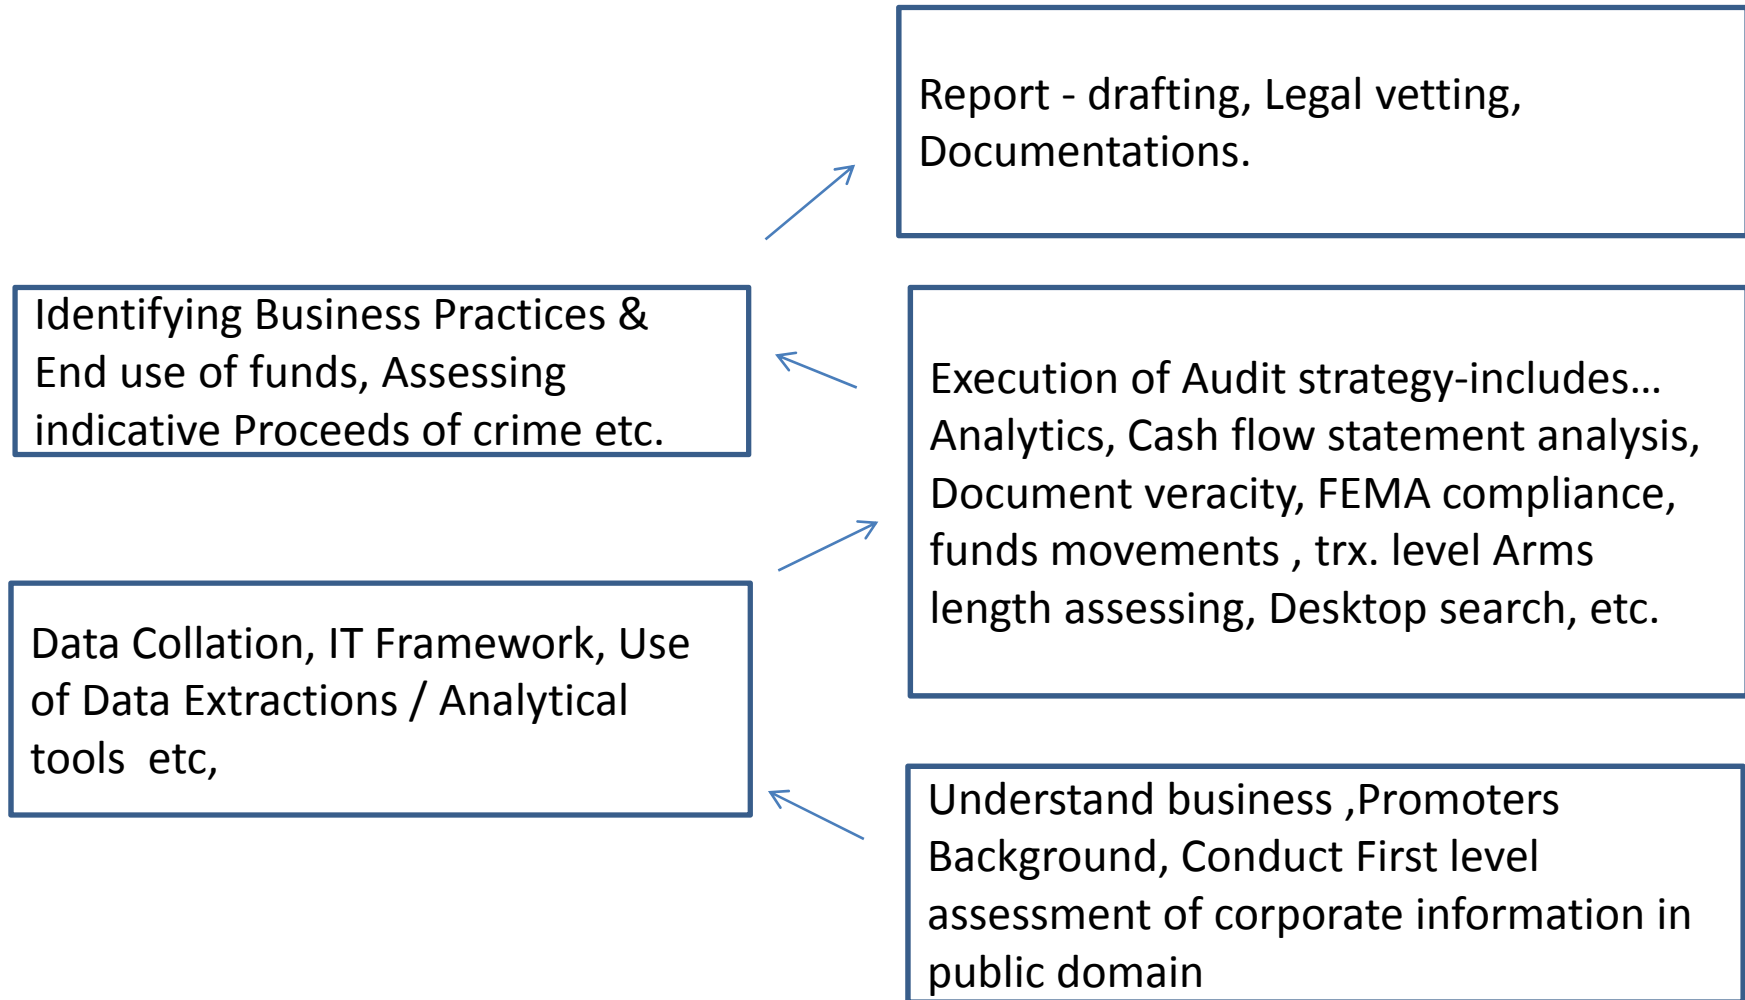 Report - drafting, Legal vetting,
Documentations.
Identifying Business Practices &
End use of funds, Assessing
indicative Proceeds of crime etc.
Execution of Audit strategy-includes...
Analytics, Cash flow statement analysis,
Document veracity, FEMA compliance,
funds movements , trx. level Arms
length assessing, Desktop search, etc.
Data Collation, IT Framework, Use
of Data Extractions / Analytical
tools  etc,
Understand business ,Promoters
Background, Conduct First level
assessment of corporate information in
public domain